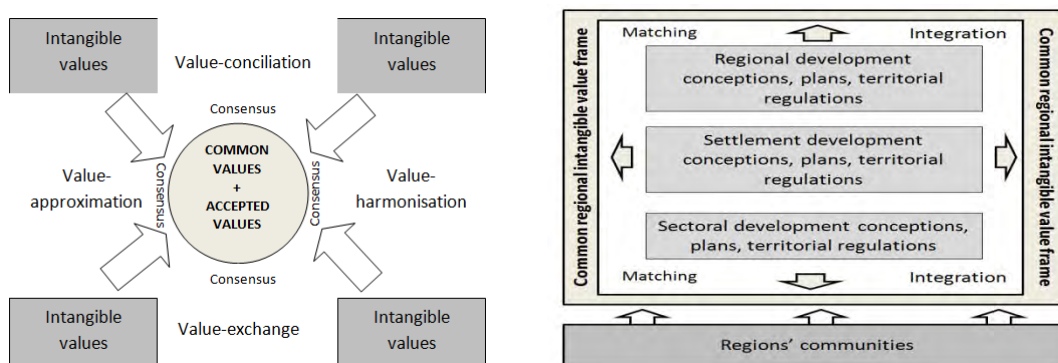 Intangible
values
Value-conciliation
Intangible
values
Consensus
Value-
approximation
Consensus
COMMON
VALUES
+
ACCEPTED
VALUES
Consensus
Value-
harmonisation
Consensus
Intangible
values
Value-exchange
Intangible
values
Common regional intangible value frame
Matching
Integration
Regional development
conceptions, plans, territorial
regulations
Settlement development
conceptions, plans, territorial
regulations
Sectoral development conceptions,
plans, territorial regulations
Matching
Integration
Common regional intangible value frame
Regions' communities